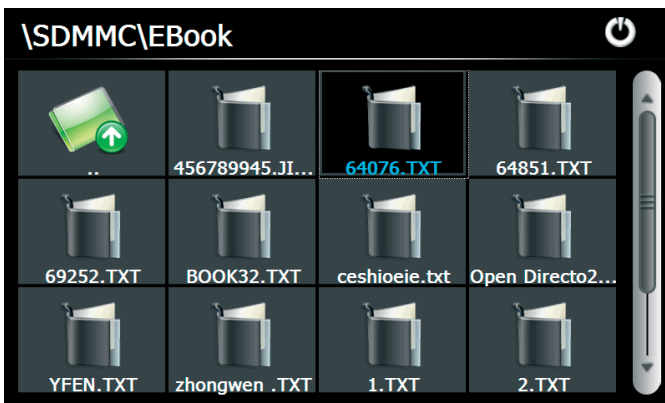 \SDMMC\EBook
..
456789945.JI...
64076.TXT
64851.TXT
69252.TXT
BOOK32.TXT
ceshioeie.txt
Open Directo2...
YFEN.TXT
zhongwen .TXT
1.TXT
2.TXT